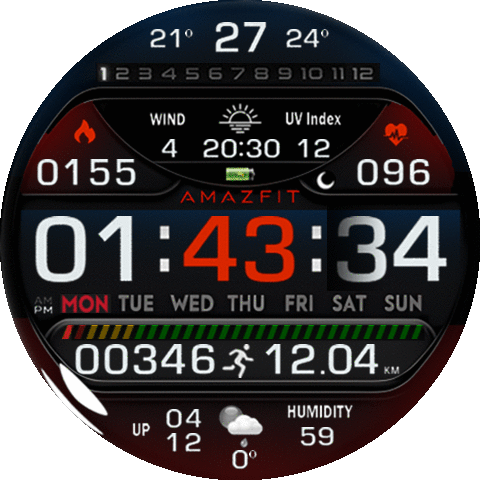 21° 27 24°
1 2 3 4 5 6 7 8 9 10 11 12
WIND UV Index
4 20:30 12
0155 096
AMAZFIT
01:43:34
AM
PM MON TUE WED THU FRI SAT SUN
00346 12.04 KM
UP 04 12
0°
HUMIDITY
59